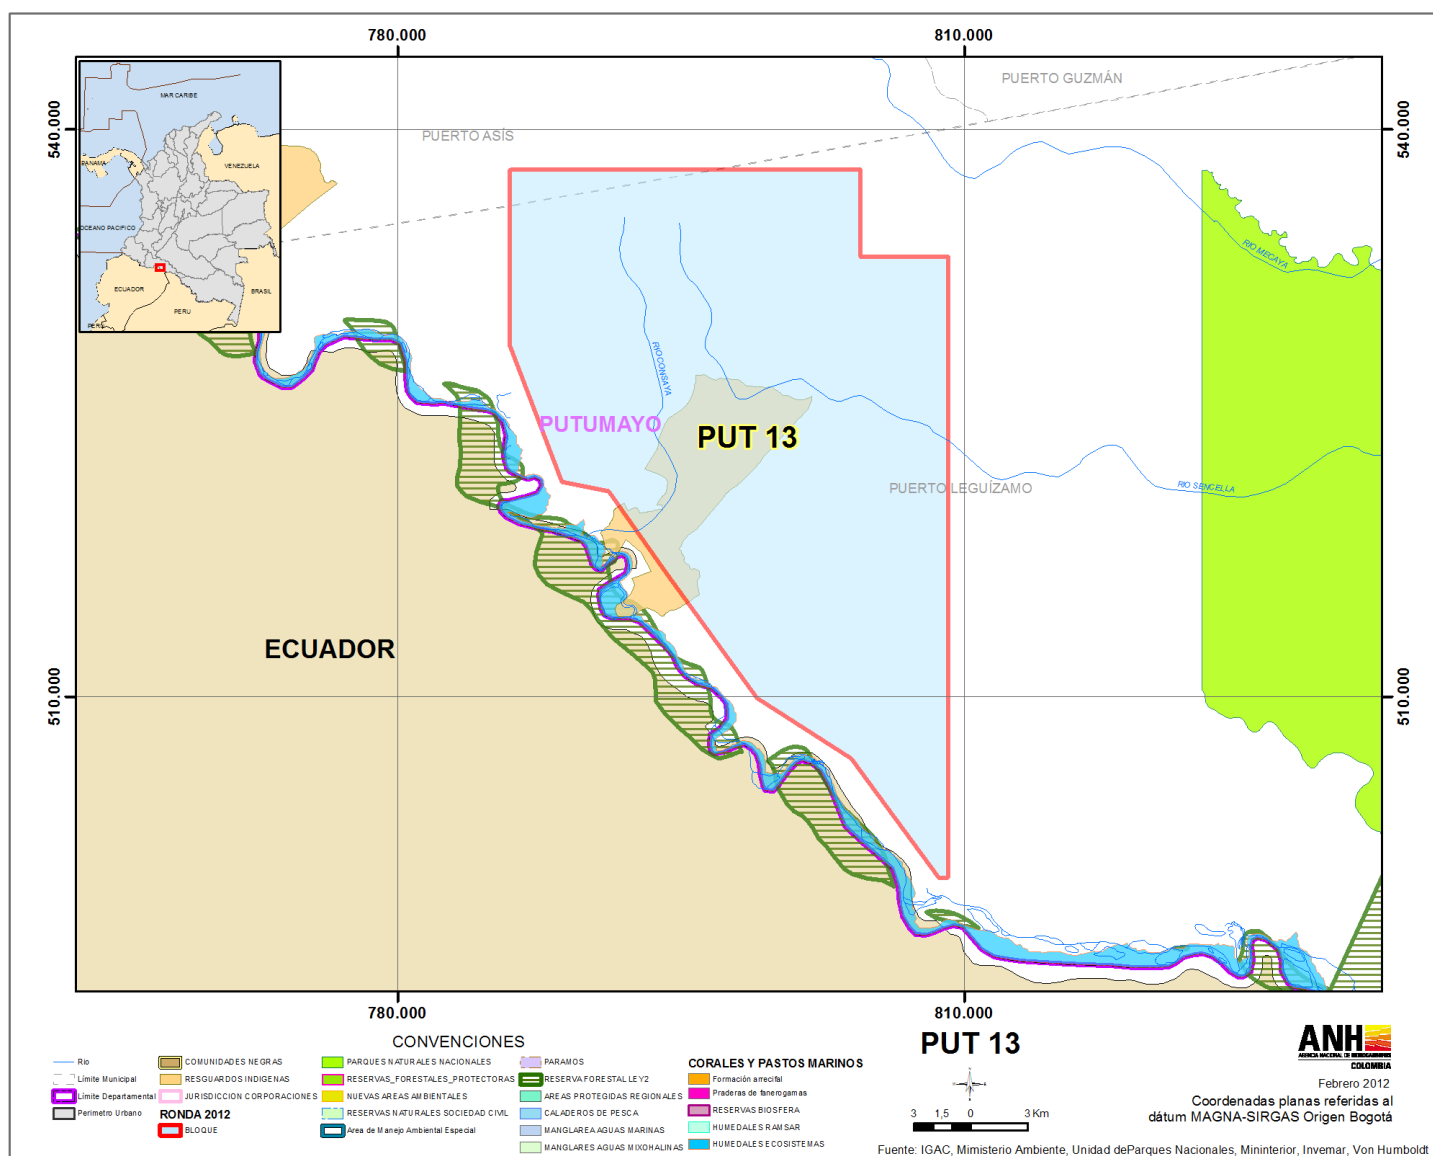 780.000
810.000
540.000
540.000
PUERTO GUZMÁN
PUERTO ASÍS
MAR CARIBE
PANAMA
VENEZUELA
OCEANO PACIFICO
ECUADOR
BRASIL
PERU
RIO MECAYA
RIO CONSAYA
PUTUMAYO
PUT 13
PUERTO LEGUÍZAMO
RIO SENCELLA
ECUADOR
510.000
510.000
780.000
810.000
CONVENCIONES
Rio
Límite Municipal
Límite Departamental
Perimetro Urbano
COMUNIDADES NEGRAS
RESGUARDOS INDIGENAS
JURISDICCION CORPORACIONES
RONDA 2012
BLOQUE
PARQUES NATURALES NACIONALES
RESERVAS_FORESTALES_PROTECTORAS
NUEVAS AREAS AMBIENTALES
RESERVAS NATURALES SOCIEDAD CIVIL
Area de Manejo Ambiental Especial
PARAMOS
RESERVA FORESTAL LEY2
AREAS PROTEGIDAS REGIONALES
CALADEROS DE PESCA
MANGLAREA AGUAS MARINAS
MANGLARES AGUAS MIXOHALINAS
CORALES Y PASTOS MARINOS
Formación arrecifal
Praderas de fanerogamas
RESERVAS BIOSFERA
HUMEDALES RAMSAR
HUMEDALES ECOSISTEMAS
PUT 13
3 1,5 0 3 Km
ANH
AGENCIA NACIONAL DE HIDROCARBUROS
COLOMBIA
Febrero 2012
Coordenadas planas referidas al
dátum MAGNA-SIRGAS Origen Bogotá
Fuente: IGAC, Mimisterio Ambiente, Unidad deParques Nacionales, Mininterior, Invemar, Von Humboldt